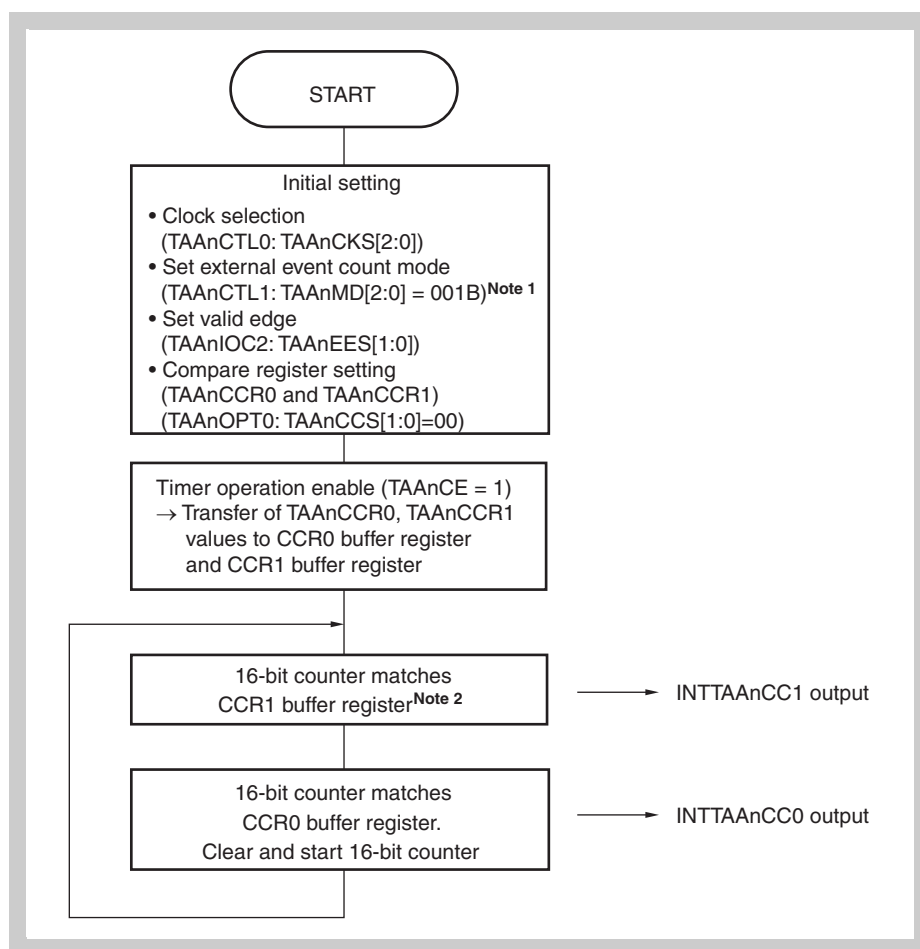 START
Initial setting
• Clock selection
(TAAnCTL0: TAAnCKS[2:0])
• Set external event count mode
(TAAnCTL1: TAAnMD[2:0] = 001B)Note 1
• Set valid edge
(TAAnIOC2: TAAnEES[1:0])
• Compare register setting
(TAAnCCR0 and TAAnCCR1)
(TAAnOPT0: TAAnCCS[1:0]=00)
Timer operation enable (TAAnCE = 1)
→ Transfer of TAAnCCR0, TAAnCCR1
values to CCR0 buffer register
and CCR1 buffer register
16-bit counter matches
CCR1 buffer registerNote 2
INTTAAnCC1 output
16-bit counter matches
CCR0 buffer register.
Clear and start 16-bit counter
INTTAAnCC0 output